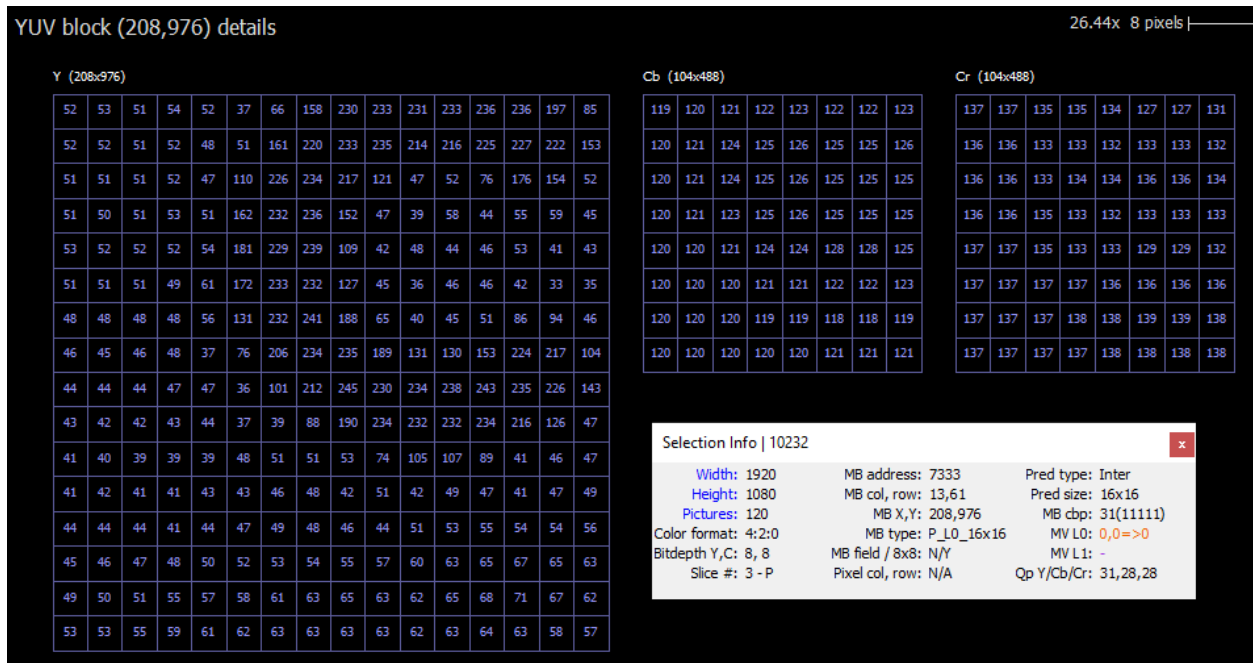 YUV block (208,976) details
26.44x 8 pixels
Y (208x976)
52 53 51 54 52 37 66 158 230 233 231 233 236 236 197 85
52 52 51 52 48 51 161 220 233 235 214 216 225 227 222 153
51 51 51 52 47 110 226 234 217 121 47 52 76 176 154 52
51 50 51 53 51 162 232 236 152 47 39 58 44 55 59 45
53 52 52 52 54 181 229 239 109 42 48 44 46 53 41 43
51 51 51 49 61 172 233 232 127 45 36 46 46 42 33 35
48 48 48 48 56 131 232 241 188 65 40 45 51 86 94 46
46 45 46 48 37 76 206 234 235 189 131 130 153 224 217 104
44 44 44 47 47 36 101 212 245 230 234 238 243 235 226 143
43 42 42 43 44 37 39 88 190 234 232 232 234 216 126 47
41 40 39 39 39 48 51 51 53 74 105 107 89 41 46 47
41 42 41 41 43 43 46 48 42 51 42 49 47 41 47 49
44 44 44 41 44 47 49 48 46 44 51 53 55 54 54 56
45 46 47 48 50 52 53 54 55 57 60 63 65 67 65 63
49 50 51 55 57 58 61 63 65 63 62 65 68 71 67 62
53 53 55 59 61 62 63 63 63 63 62 63 64 63 58 57
Cb (104x488)
119 120 121 122 123 122 122 123
120 121 124 125 126 125 125 126
120 121 124 125 126 125 125 125
120 121 123 125 126 125 125 125
120 120 121 124 124 128 128 125
120 120 120 121 121 122 122 123
120 120 120 119 119 118 118 119
120 120 120 120 120 121 121 121
Cr (104x488)
137 137 135 135 134 127 127 131
136 136 133 133 132 133 133 132
136 136 133 134 134 136 136 134
136 136 135 133 132 133 133 133
137 137 135 133 133 129 129 132
137 137 137 136 136 136 136 136
137 137 137 138 138 139 139 138
137 137 137 137 138 138 138 138
Selection Info | 10232
x
Width: 1920 MB address: 7333 Pred type: Inter
Height: 1080 MB col, row: 13,61 Pred size: 16x16
Pictures: 120 MB X,Y: 208,976 MB cbp: 31(11111)
Color format: 4:2:0 MB type: P_L0_16x16 MV L0: 0,0=>0
Bitdepth Y,C: 8, 8 MB field / 8x8: N/Y MV L1: -
Slice #: 3 - P Pixel col, row: N/A Qp Y/Cb/Cr: 31,28,28